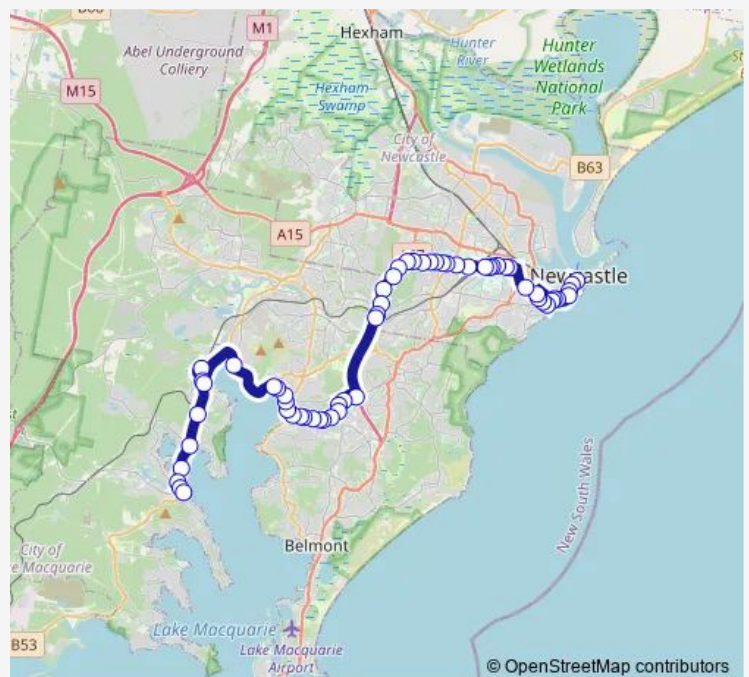 Hexham
M1
Abel Underground
Colliery
Hunter
River
Hunter
Wetlands
National
Park
M15
Hexham
Swamp
City of
Newcastle
B63
A15
Newcastle
New South Wales
Belmont
City of
e Macquarie
Lake Macquarie
Lake Macquarie
Airport
B53
© OpenStreetMap contributors